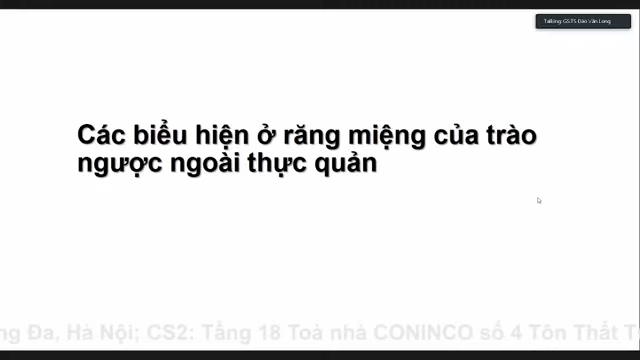 Talking: GS.TS Đào Văn Long
Các biểu hiện ở răng miệng của trào
ngược ngoài thực quản
ng Đa, Hà Nội; CS2: Tầng 18 Toà nhà CONINCO số 4 Tôn Thất T